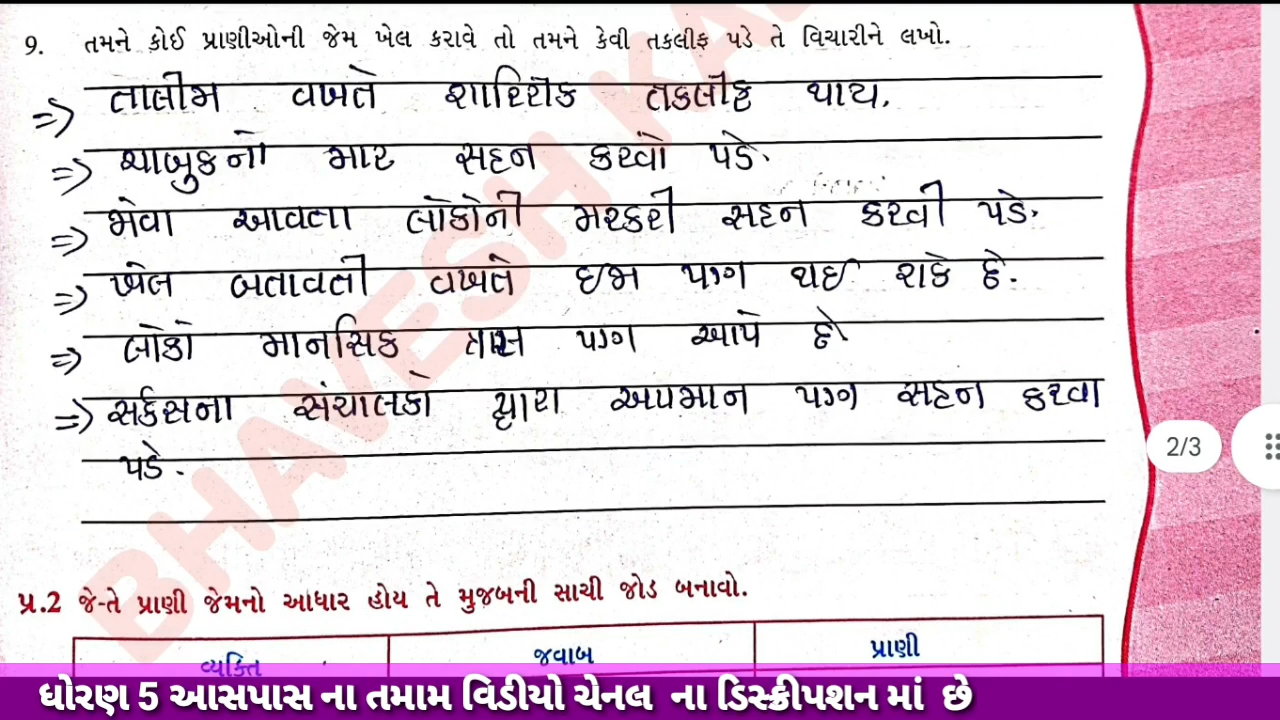 9. તમને કોઈ પ્રાણીઓની જેમ ખેલ કરાવે તો તમને કેવી તકલીફ પડે તે વિચારીને લખો.
=> તાલીમ વખતે શારિરીક તકલીફ થાય.
=> ચાબુકનો માર સહન કરવો પડે.
=> જોવા આવતા લોકોની મશ્કરી સહન કરવી પડે.
=> ખેલ બતાવતી વખતે ઇજા પણ થઈ શકે છે.
=> લોકો માનસિક ત્રાસ પણ આપે છે
=> સર્કસના સંચાલકો દ્વારા અપમાન પણ સહન કરવા
પડે.
પ્ર.2 જે-તે પ્રાણી જેમનો આધાર હોય તે મુજબની સાચી જોડ બનાવો.
વ્યક્તિ જવાબ પ્રાણી
ધોરણ 5 આસપાસ ના તમામ વિડીયો ચેનલ ના ડિસ્ક્રીપશન માં છે
2/3
BHAVESH KA